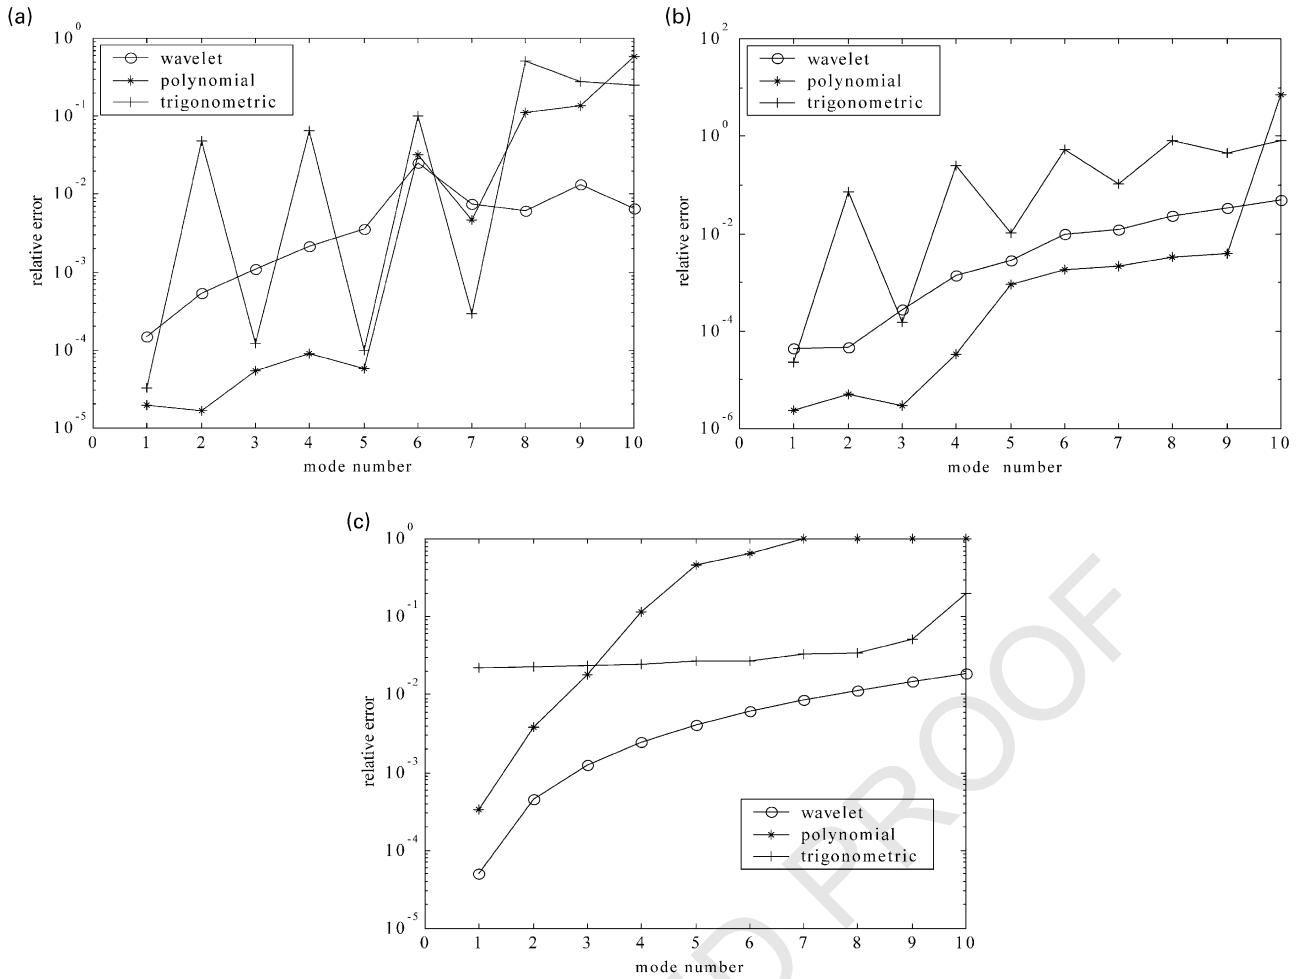 (a)
10^0
10^-1
10^-2
10^-3
10^-4
10^-5
relative error
wavelet
polynomial
trigonometric
0 1 2 3 4 5 6 7 8 9 10
mode number
(b)
10^2
10^0
10^-2
10^-4
10^-6
relative error
wavelet
polynomial
trigonometric
0 1 2 3 4 5 6 7 8 9 10
mode number
(c)
10^0
10^-1
10^-2
10^-3
10^-4
10^-5
relative error
wavelet
polynomial
trigonometric
0 1 2 3 4 5 6 7 8 9 10
mode number
PROOF